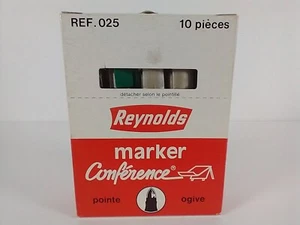 REF. 025 10 pièces
détacher selon le pointillé
Reynolds
marker
Conférence®
pointe ogive